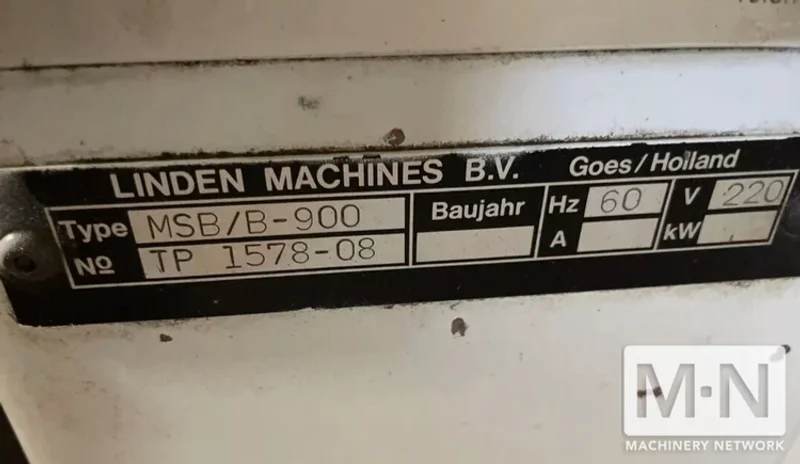 LINDEN MACHINES B.V. Goes/Holland
Type MSB/B-900 Baujahr Hz 60 V 220
No TP 1578-08 A kW
M·N
MACHINERY NETWORK